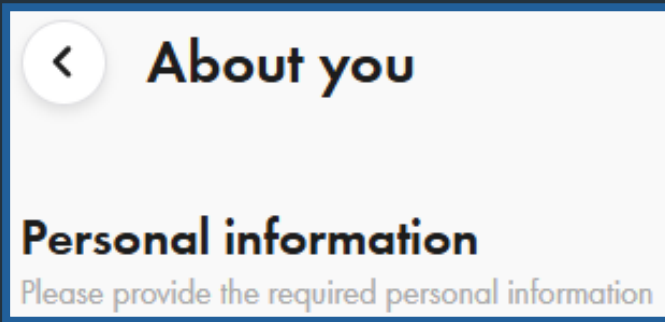 About you
Personal information
Please provide the required personal information